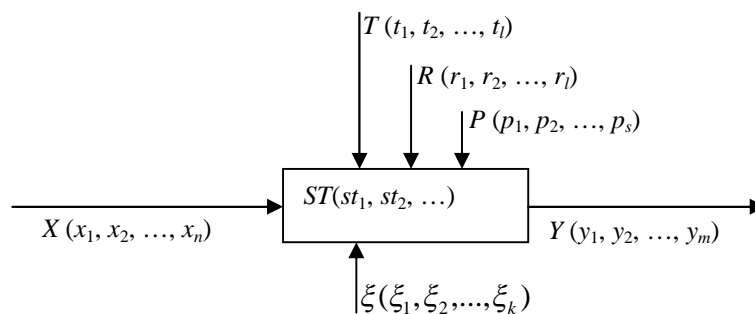 T (t₁, t₂, …, tₗ)
R (r₁, r₂, …, rₗ)
P (p₁, p₂, …, pₛ)
ST(st₁, st₂, …)
X (x₁, x₂, …, xₙ)
Y (y₁, y₂, …, yₘ)
ξ(ξ₁,ξ₂,...,ξₖ)